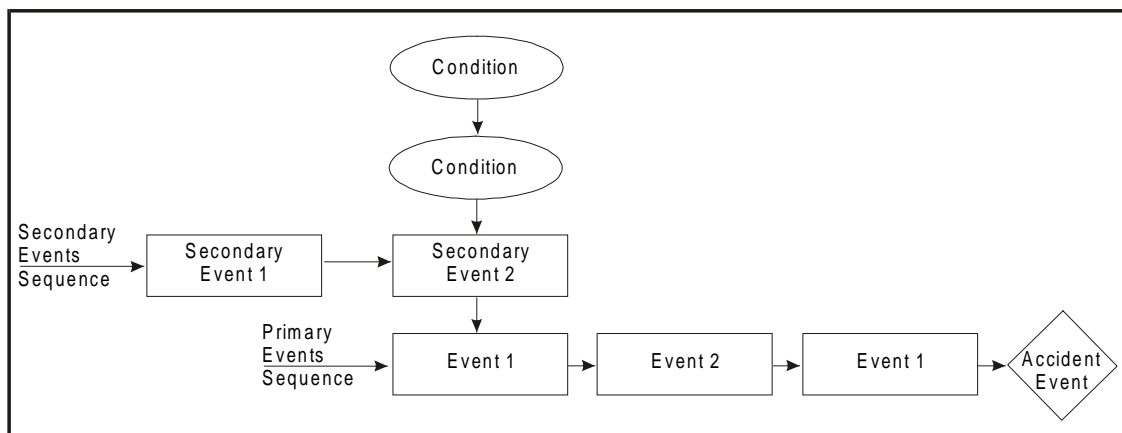 Condition
Condition
Secondary
Events
Sequence
Secondary
Event 1
Secondary
Event 2
Primary
Events
Sequence
Event 1
Event 2
Event 1
Accident
Event